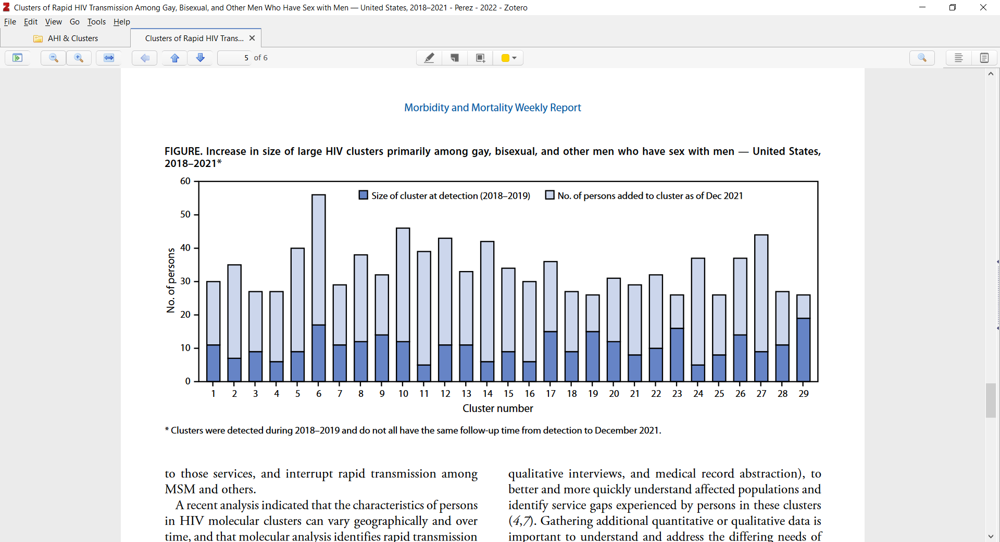 Clusters of Rapid HIV Transmission Among Gay, Bisexual, and Other Men Who Have Sex with Men — United States, 2018–2021 - Perez - 2022 - Zotero
File Edit View Go Tools Help
AHI & Clusters
Clusters of Rapid HIV Trans...
5 of 6
Morbidity and Mortality Weekly Report
FIGURE. Increase in size of large HIV clusters primarily among gay, bisexual, and other men who have sex with men — United States,
2018–2021*
60
50
40
30
20
10
0
No. of persons
Size of cluster at detection (2018–2019)
No. of persons added to cluster as of Dec 2021
1 2 3 4 5 6 7 8 9 10 11 12 13 14 15 16 17 18 19 20 21 22 23 24 25 26 27 28 29
Cluster number
* Clusters were detected during 2018–2019 and do not all have the same follow-up time from detection to December 2021.
to those services, and interrupt rapid transmission among
MSM and others.
A recent analysis indicated that the characteristics of persons
in HIV molecular clusters can vary geographically and over
time, and that molecular analysis identifies rapid transmission
qualitative interviews, and medical record abstraction), to
better and more quickly understand affected populations and
identify service gaps experienced by persons in these clusters
(4,7). Gathering additional quantitative or qualitative data is
important to understand and address the differing needs of